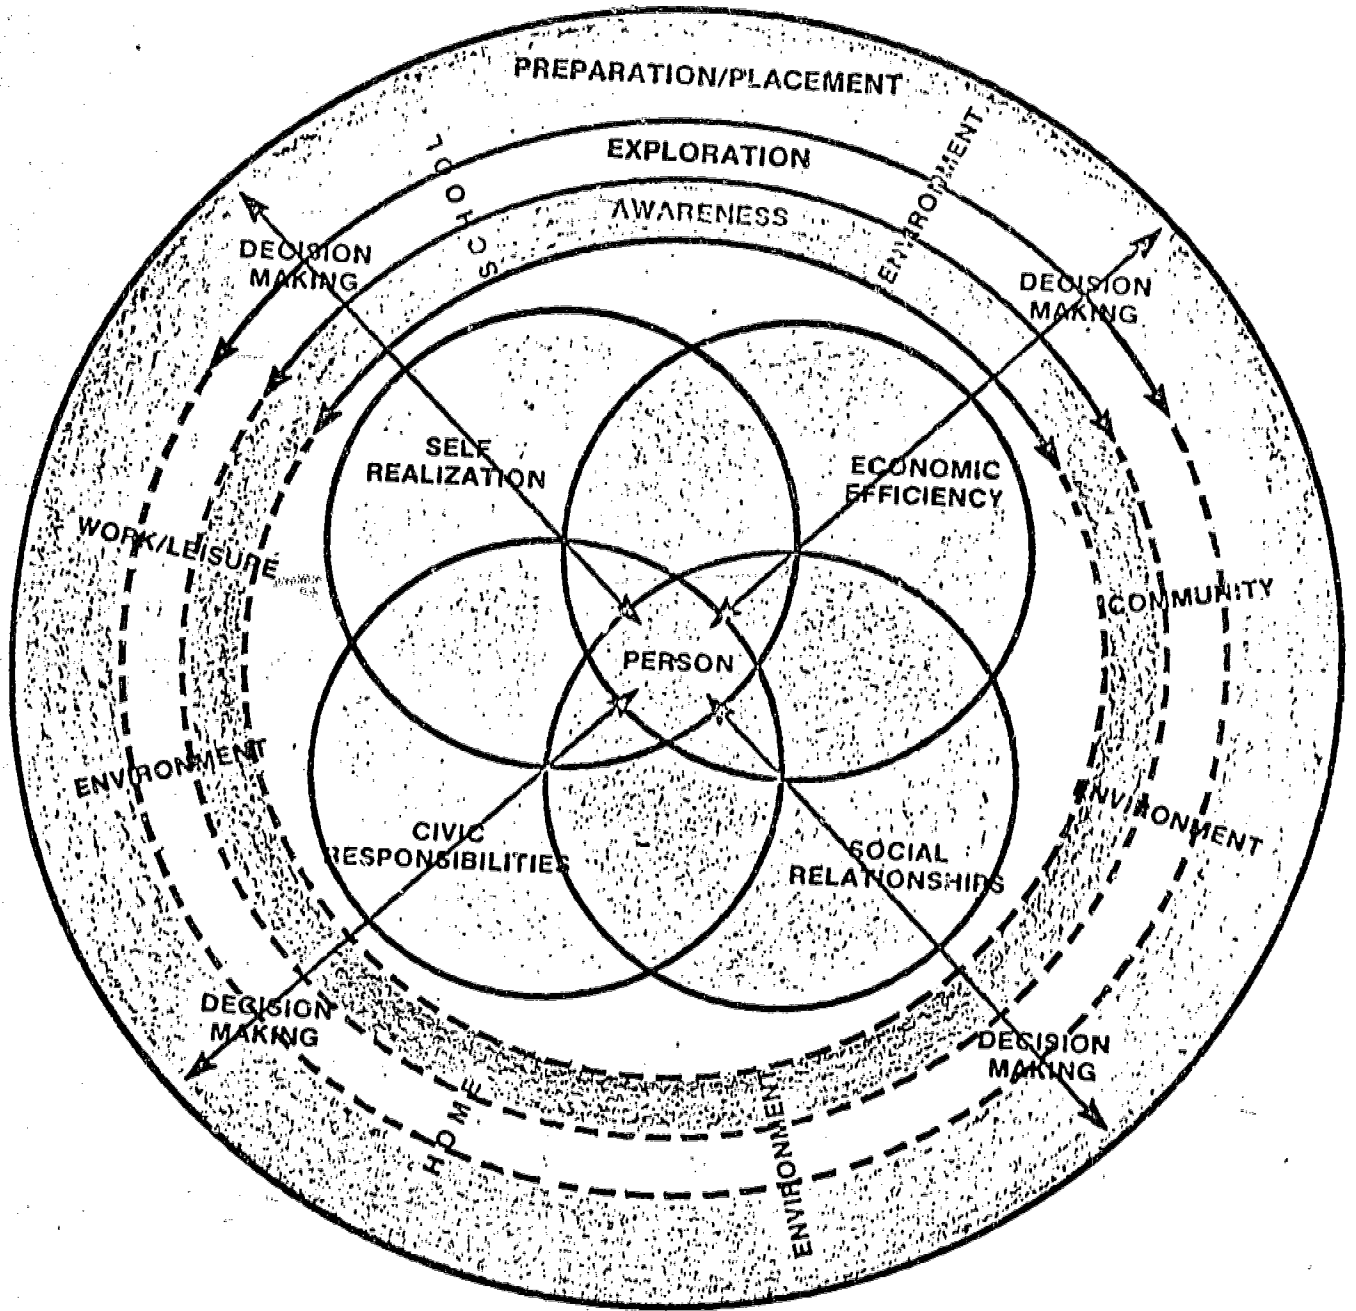 PREPARATION/PLACEMENT
EXPLORATION
AWARENESS
SCHOOL
ENVIRONMENT
DECISION
MAKING
DECISION
MAKING
SELF
REALIZATION
ECONOMIC
EFFICIENCY
WORK/LEISURE
COMMUNITY
PERSON
ENVIRONMENT
ENVIRONMENT
CIVIC
RESPONSIBILITIES
SOCIAL
RELATIONSHIPS
DECISION
MAKING
DECISION
MAKING
HOME
ENVIRONMENT